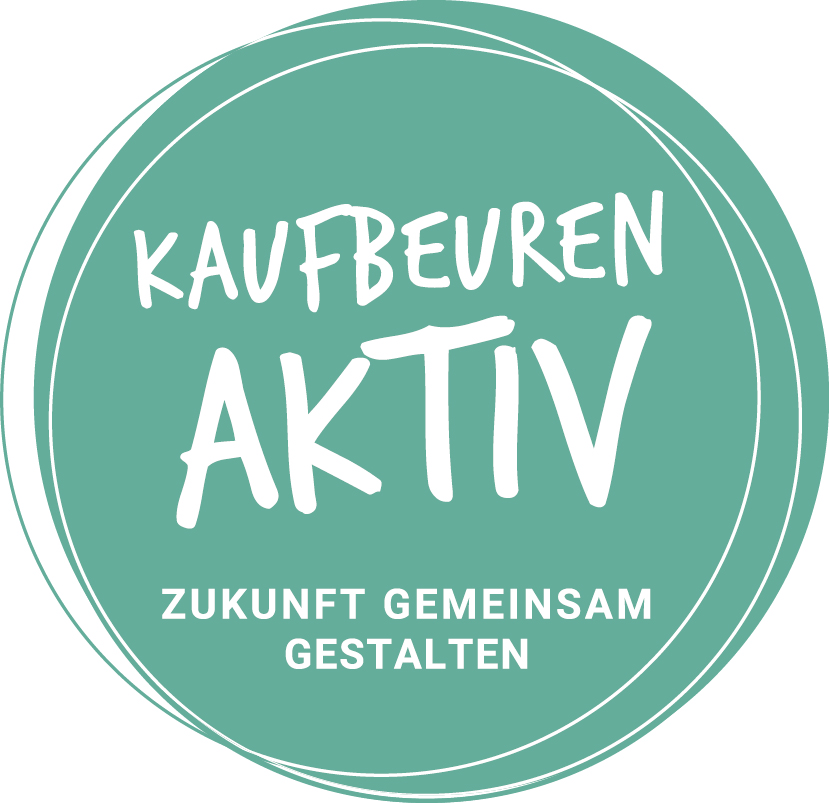 KAUFBEUREN
AKTIV
ZUKUNFT GEMEINSAM
GESTALTEN